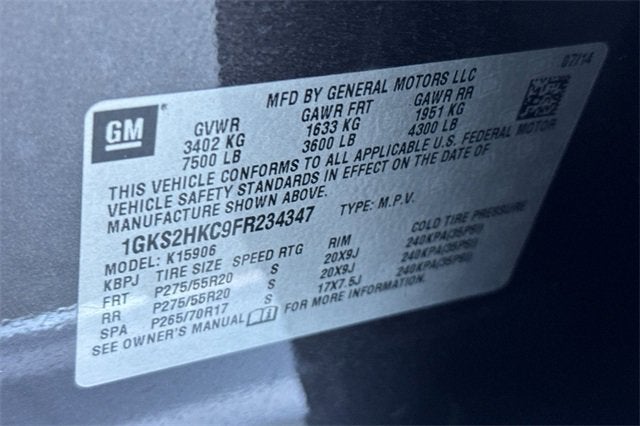 07/14
MFD BY GENERAL MOTORS LLC
GM
GVWR GAWR FRT GAWR RR
3402 KG 1633 KG 1951 KG
7500 LB 3600 LB 4300 LB
THIS VEHICLE CONFORMS TO ALL APPLICABLE U.S. FEDERAL MOTOR
VEHICLE SAFETY STANDARDS IN EFFECT ON THE DATE OF
MANUFACTURE SHOWN ABOVE.
1GKS2HKC9FR234347 TYPE: M.P.V.
MODEL: K15906
KBPJ TIRE SIZE SPEED RTG RIM COLD TIRE PRESSURE
FRT P275/55R20 S 20X9J 240KPA(35PSI)
RR P275/55R20 S 20X9J 240KPA(35PSI)
SPA P265/70R17 S 17X7.5J 240KPA(35PSI)
SEE OWNER'S MANUAL FOR MORE INFORMATION.